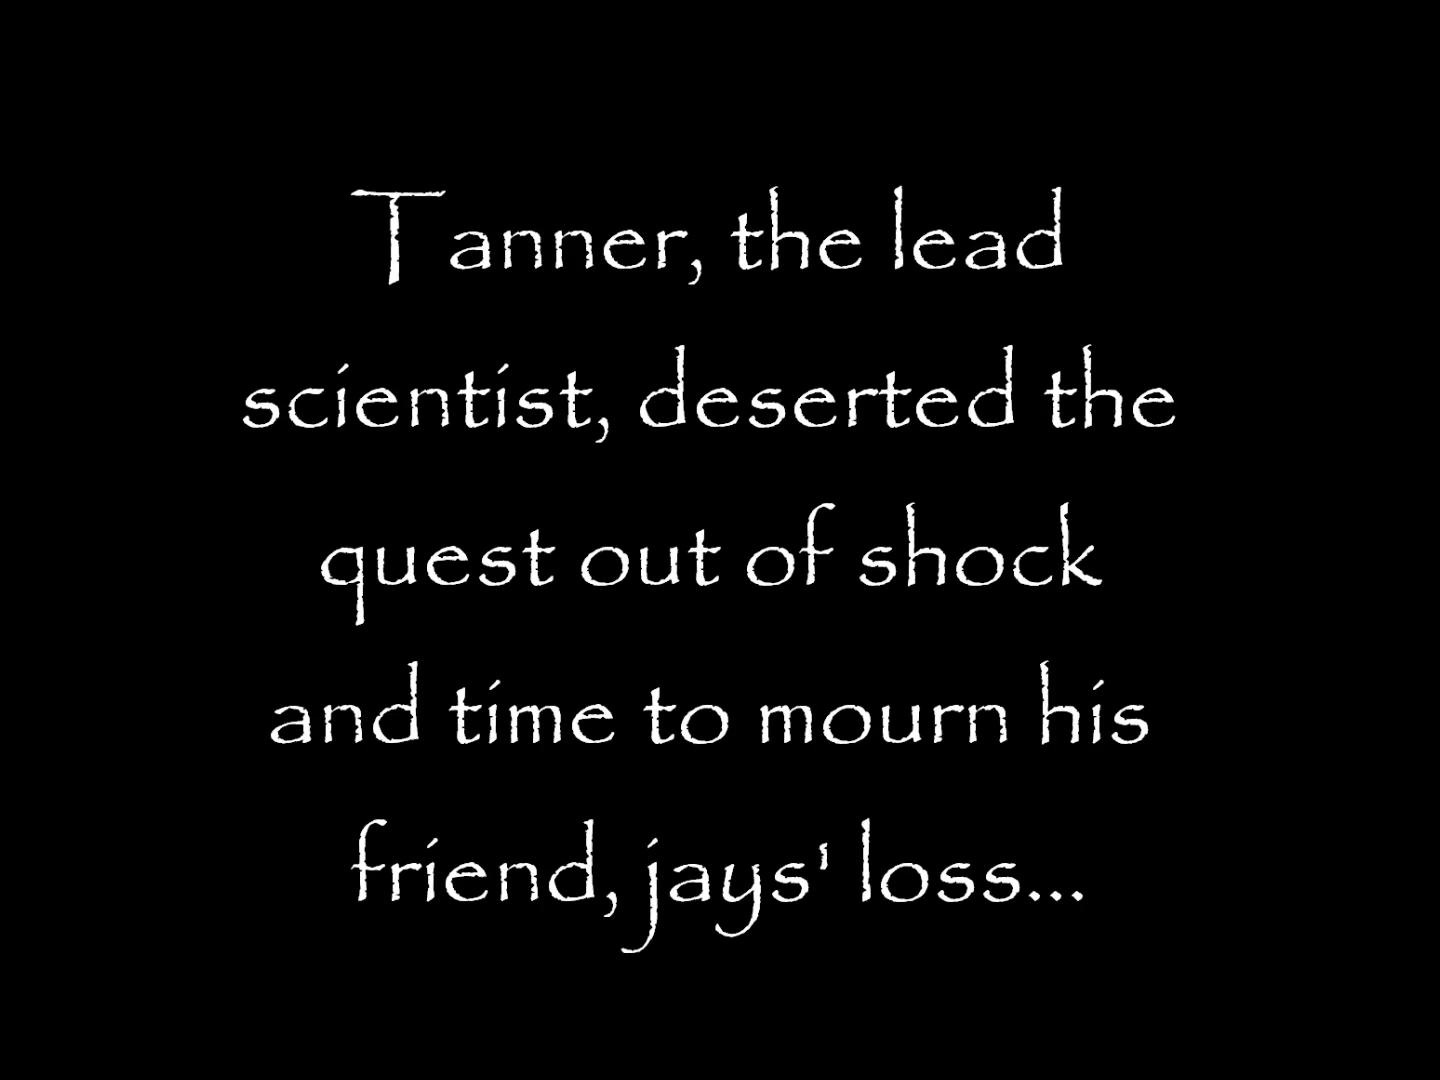 Tanner, the lead
scientist, deserted the
quest out of shock
and time to mourn his
friend, jays' loss...